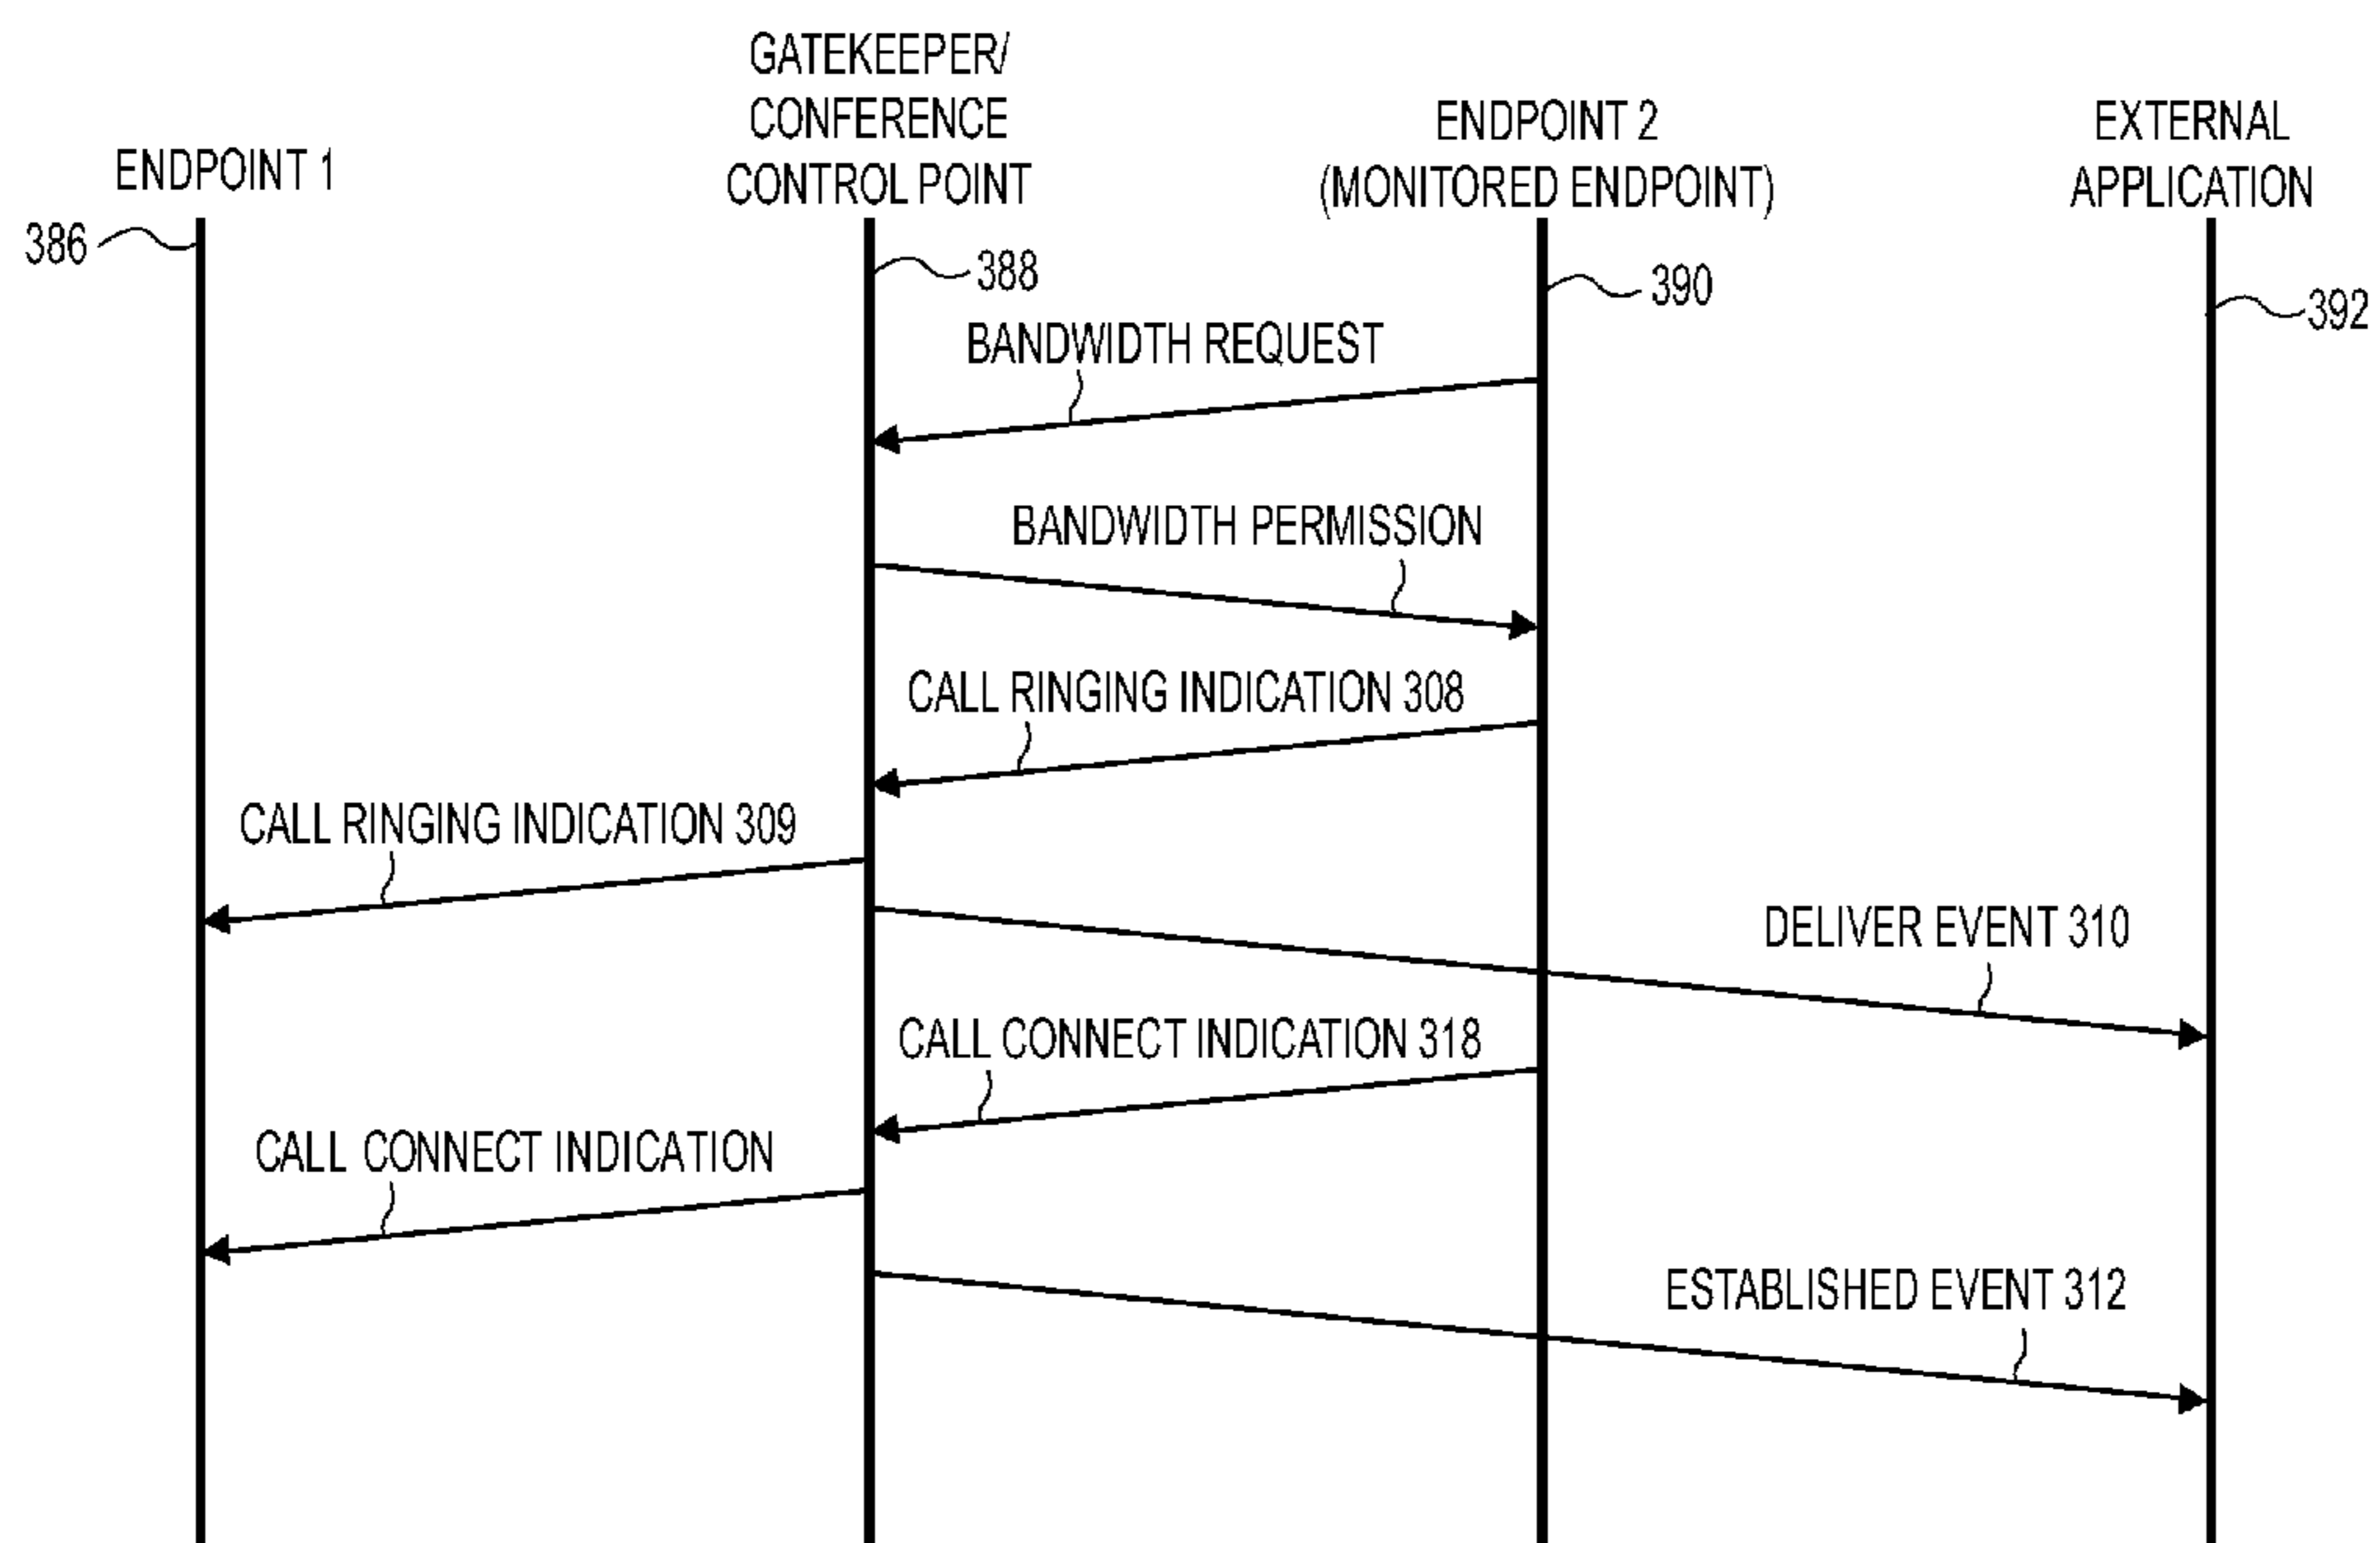 GATEKEEPER/
CONFERENCE
CONTROL POINT
ENDPOINT 1
ENDPOINT 2
(MONITORED ENDPOINT)
EXTERNAL
APPLICATION
386
388
390
392
BANDWIDTH REQUEST
BANDWIDTH PERMISSION
CALL RINGING INDICATION 308
CALL RINGING INDICATION 309
DELIVER EVENT 310
CALL CONNECT INDICATION 318
CALL CONNECT INDICATION
ESTABLISHED EVENT 312